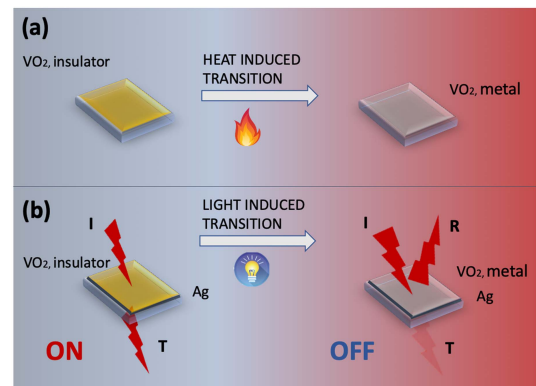 (a)
VO₂, insulator
HEAT INDUCED
TRANSITION
VO₂, metal
(b)
I
LIGHT INDUCED
TRANSITION
I
R
VO₂, insulator
VO₂, metal
Ag
Ag
T
T
ON
OFF